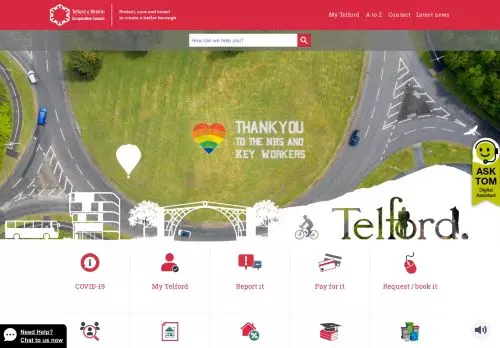 Telford & Wrekin
Co-operative Council
Protect, care and invest
to create a better borough
My Telford
A to Z
Contact
Latest news
How can we help you?
THANK YOU
TO THE NHS AND
KEY WORKERS
ASK
TOM
Digital
Assistant
Telford.
COVID-19
My Telford
Report it
Pay for it
Request / book it
Need Help?
Chat to us now